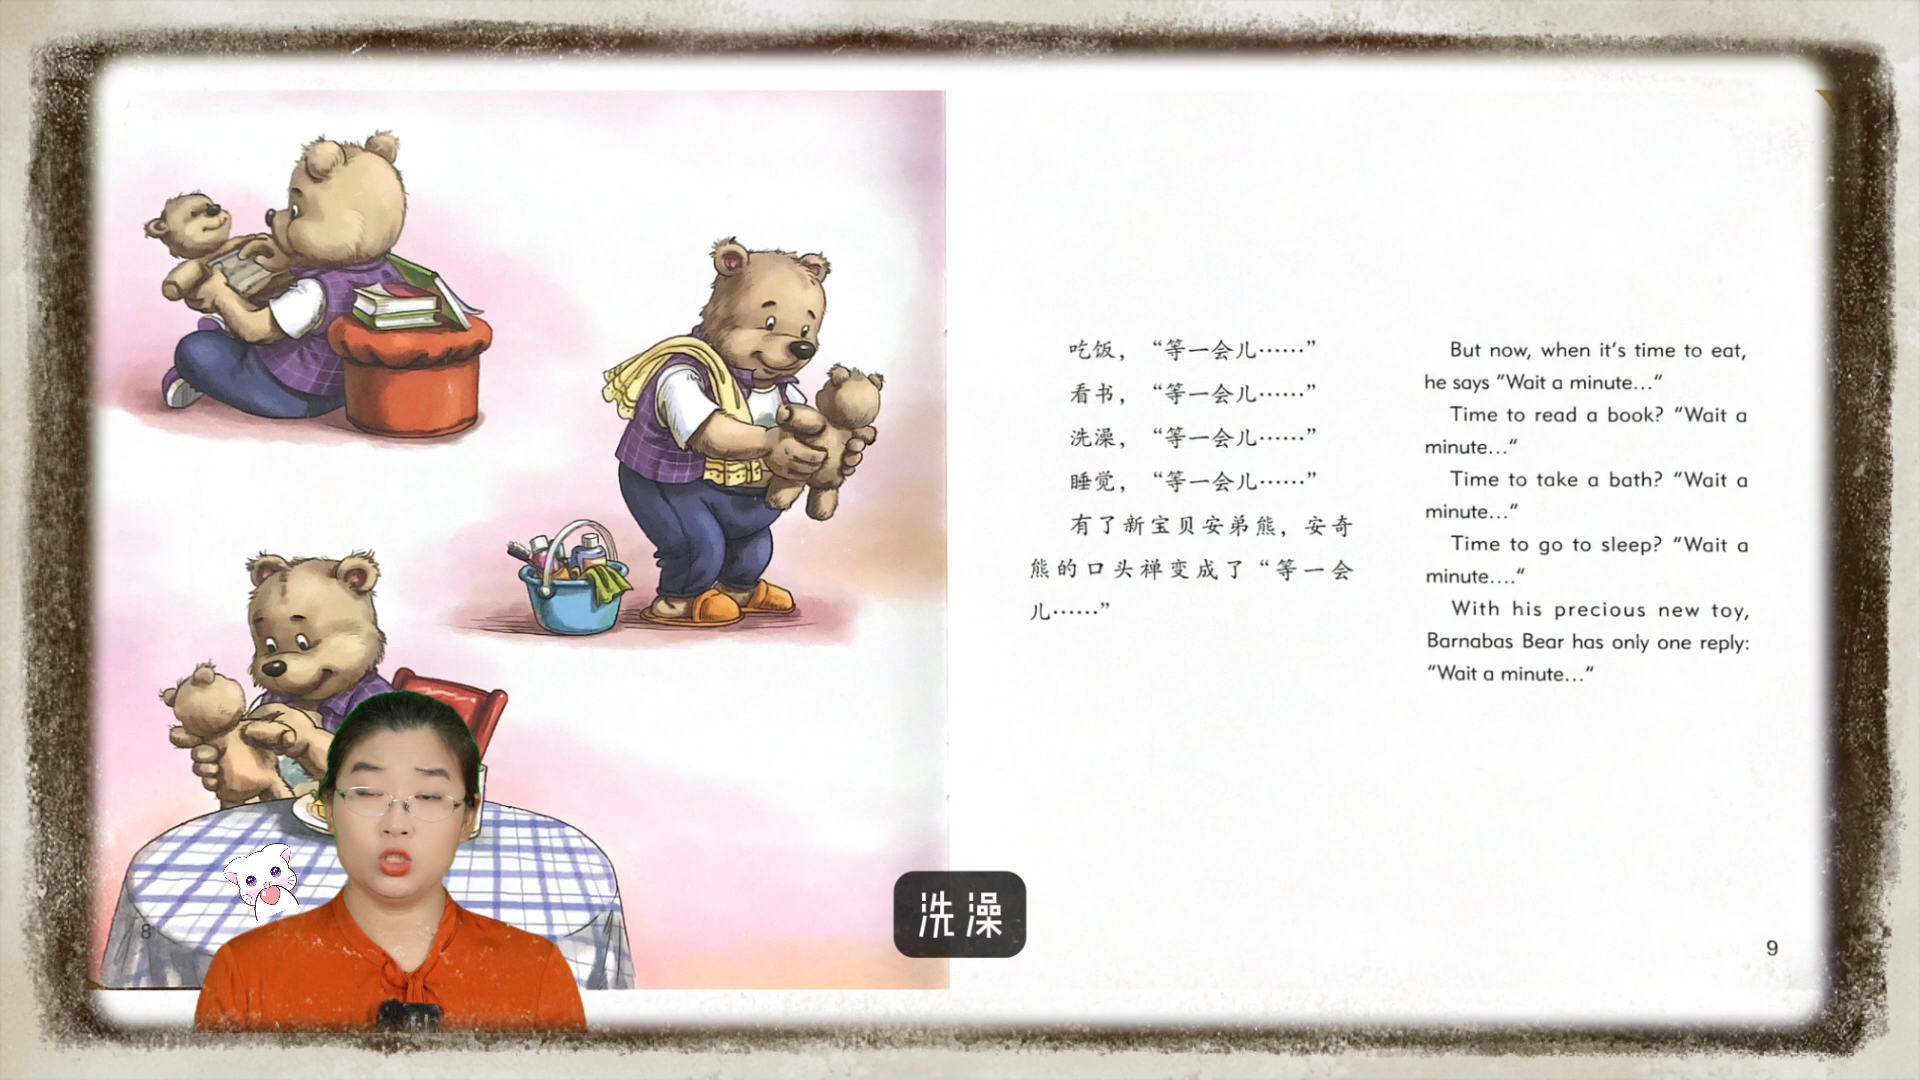 吃饭，“等一会儿……”
看书，“等一会儿……”
洗澡，“等一会儿……”
睡觉，“等一会儿……”
有了新宝贝安弟熊，安奇
熊的口头禅变成了“等一会
儿……”
But now, when it's time to eat,
he says "Wait a minute..."
Time to read a book? "Wait a
minute..."
Time to take a bath? "Wait a
minute..."
Time to go to sleep? "Wait a
minute...."
With his precious new toy,
Barnabas Bear has only one reply:
"Wait a minute..."
洗澡
8
9